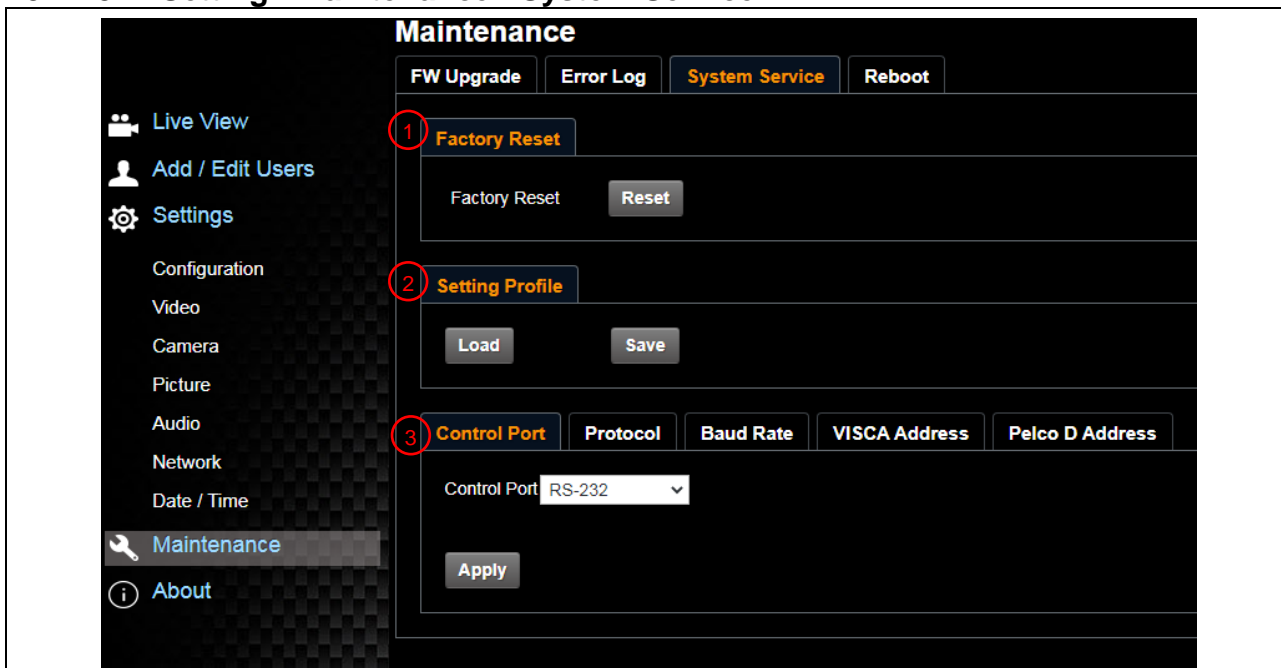 Maintenance
FW Upgrade Error Log System Service Reboot
Live View
Add / Edit Users
Settings
Configuration
Video
Camera
Picture
Audio
Network
Date / Time
Maintenance
About
1 Factory Reset
Factory Reset Reset
2 Setting Profile
Load Save
3 Control Port Protocol Baud Rate VISCA Address Pelco D Address
Control Port RS-232
Apply